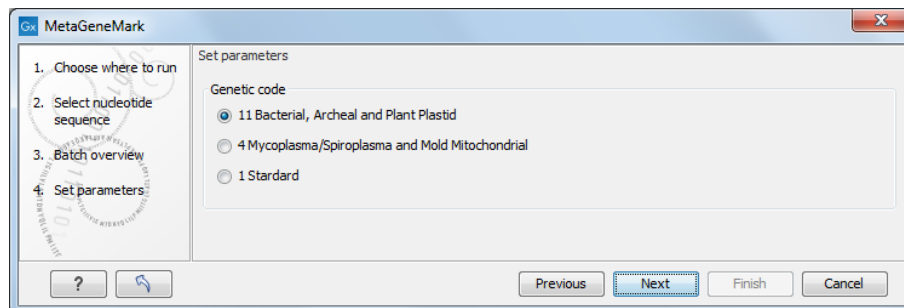 Gx MetaGeneMark
1. Choose where to run
2. Select nucleotide
sequence
3. Batch overview
4. Set parameters
Set parameters
Genetic code
11 Bacterial, Archeal and Plant Plastid
4 Mycoplasma/Spiroplasma and Mold Mitochondrial
1 Stardard
?
Previous
Next
Finish
Cancel